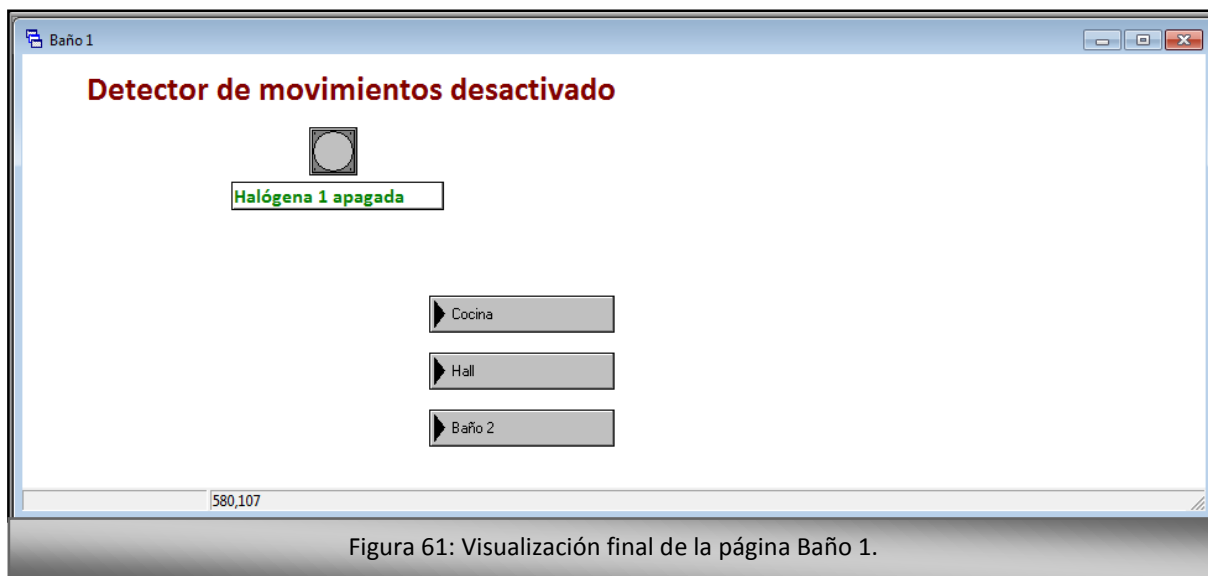 Baño 1
Detector de movimientos desactivado
Halógena 1 apagada
Cocina
Hall
Baño 2
580,107
Figura 61: Visualización final de la página Baño 1.